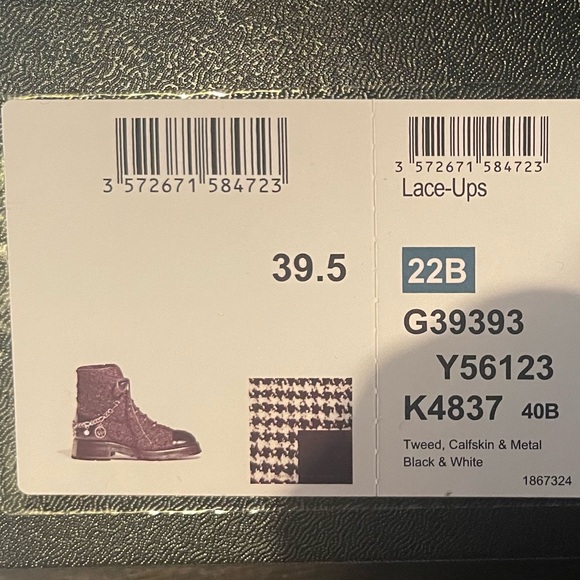 3 572671 584723
39.5
3 572671 584723
Lace-Ups
22B
G39393
Y56123
K4837 40B
Tweed, Calfskin & Metal
Black & White
1867324